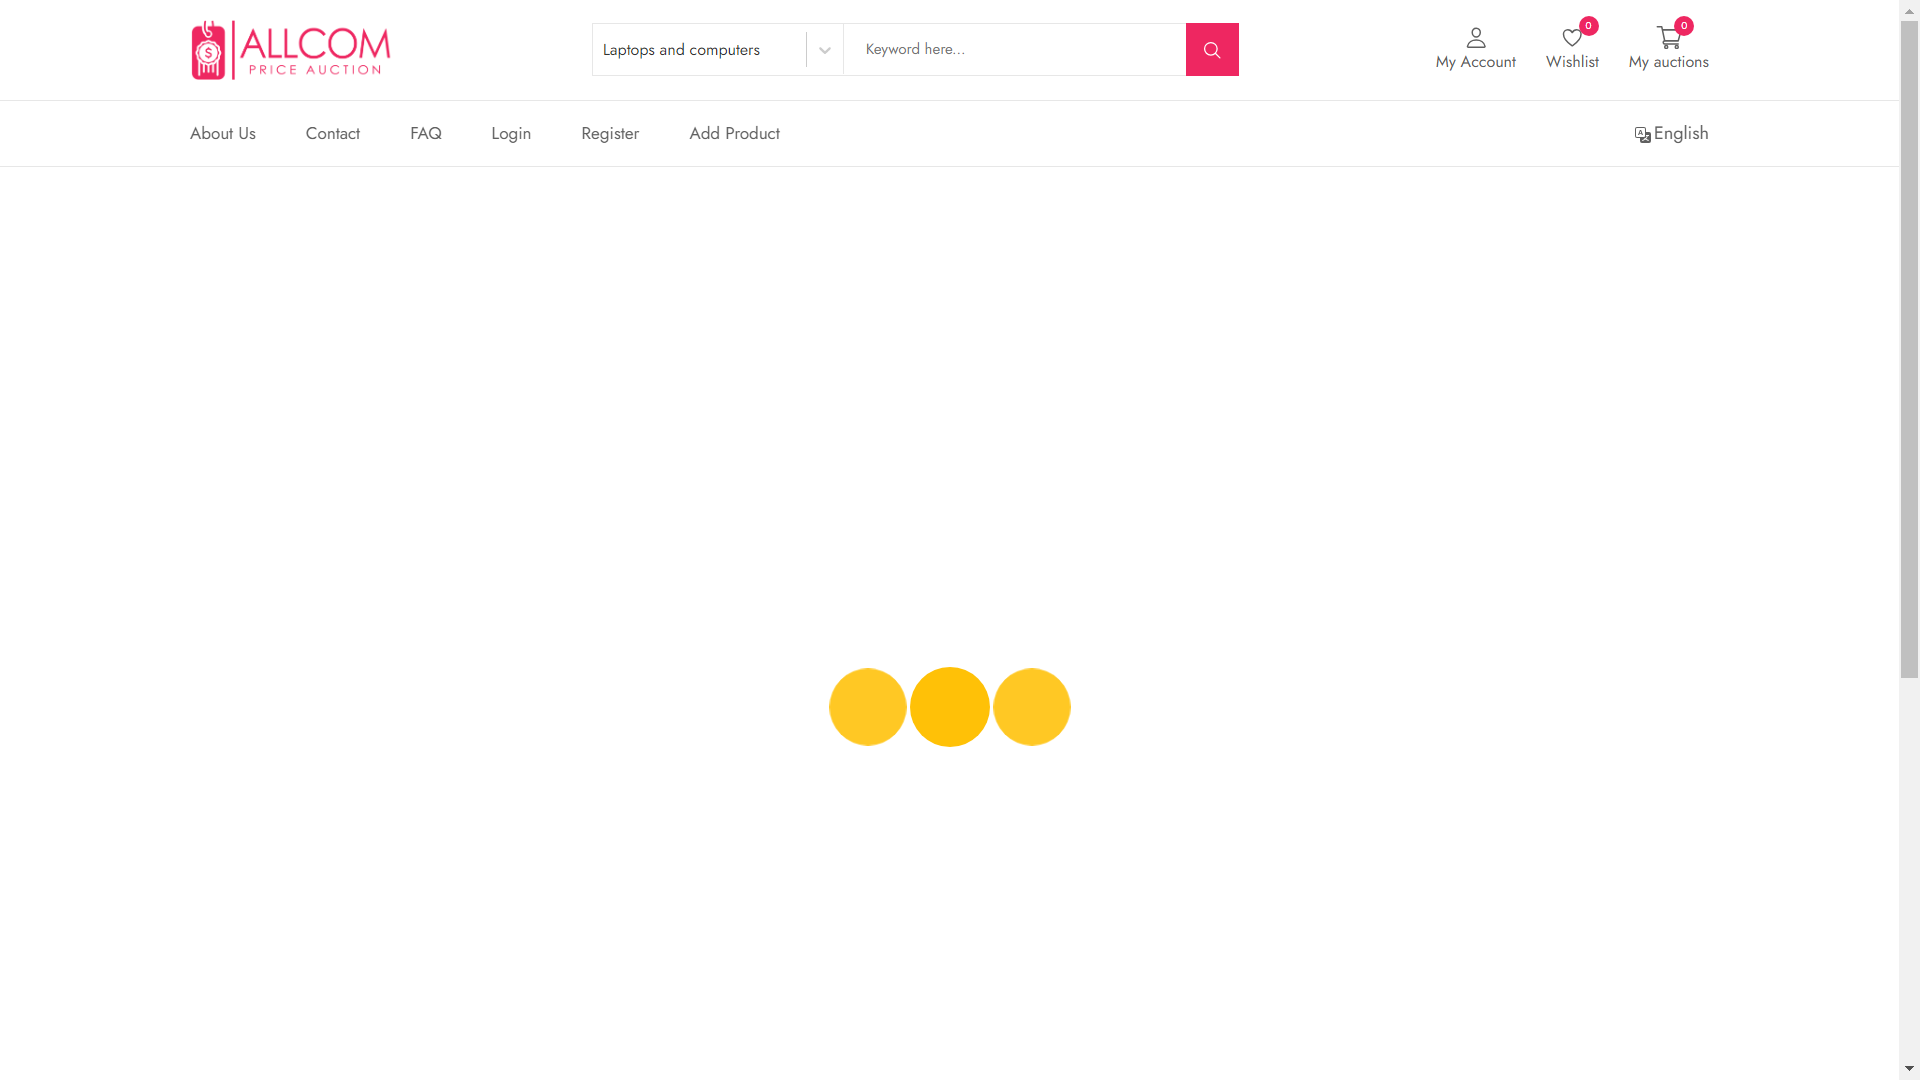 ALLCOM
PRICE AUCTION
Laptops and computers
Keyword here...
My Account
0
Wishlist
0
My auctions
About Us
Contact
FAQ
Login
Register
Add Product
English